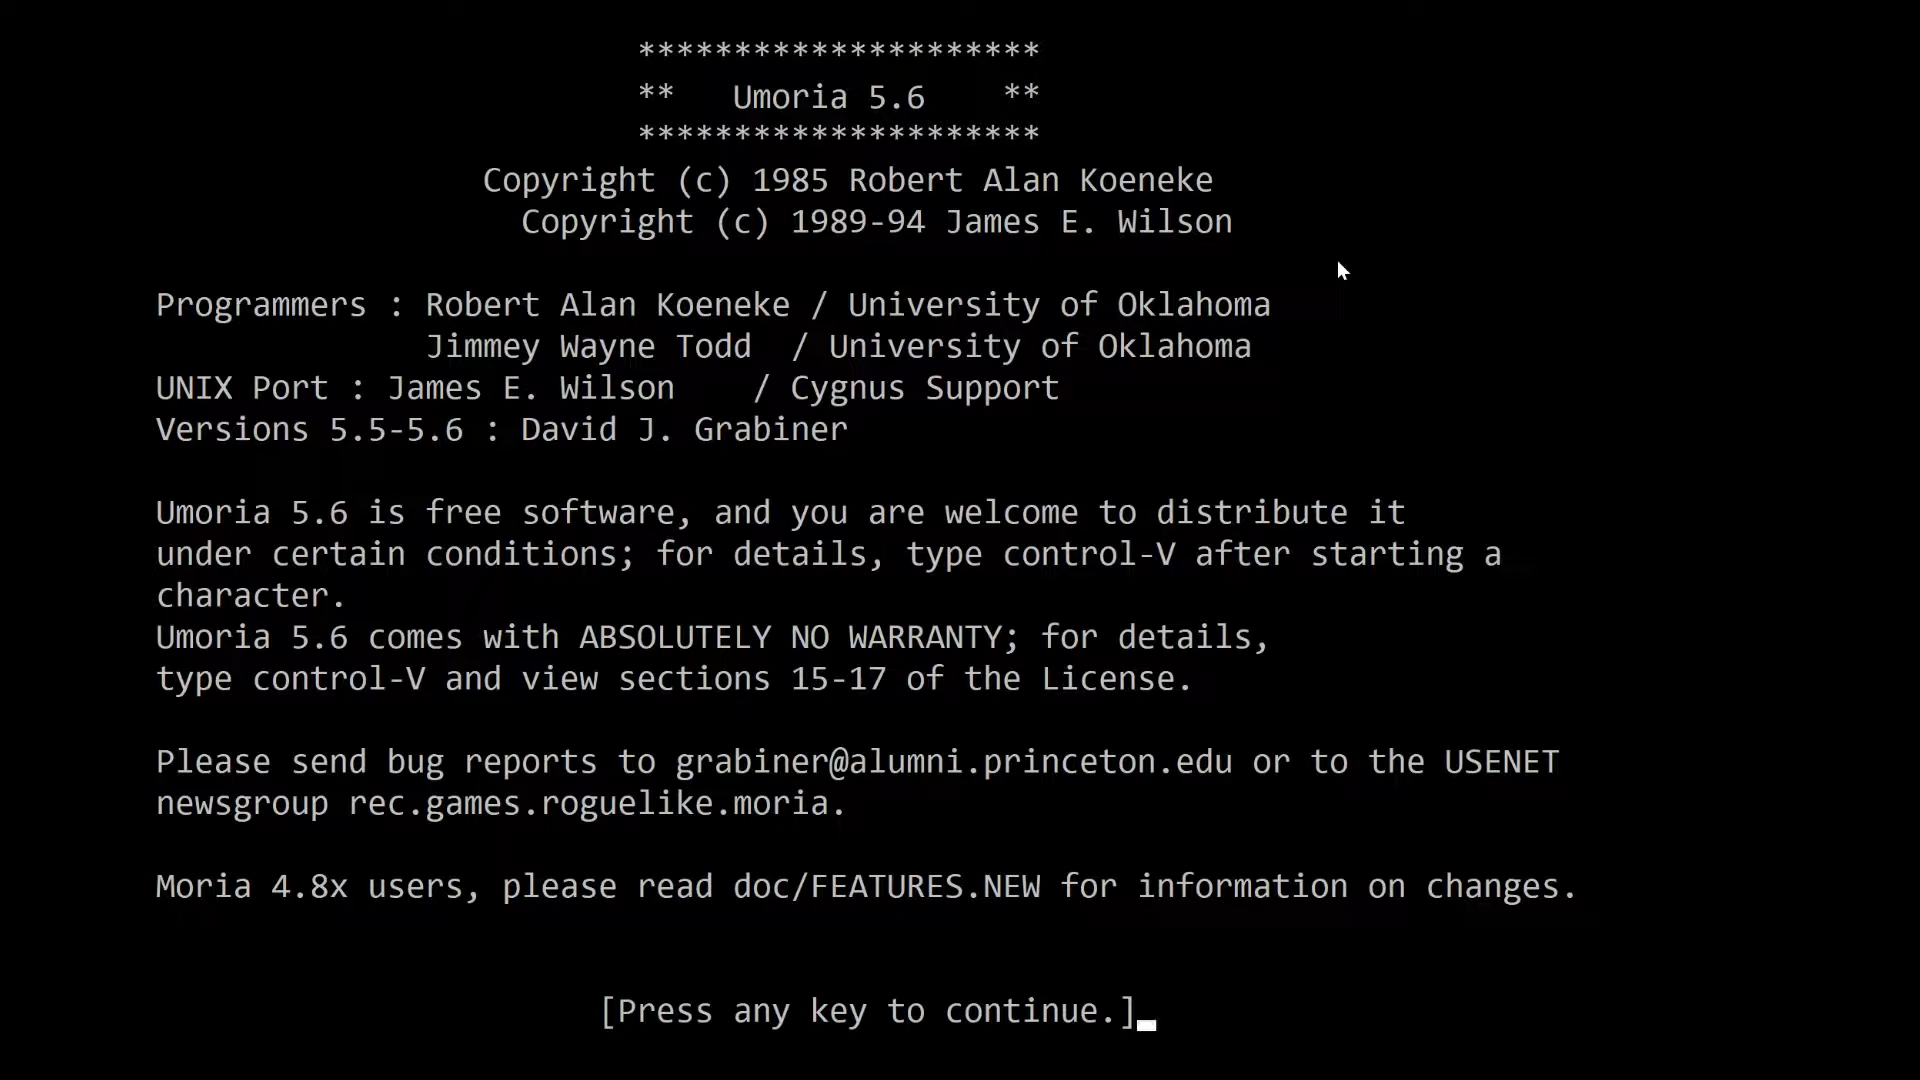 *********************
**   Umoria 5.6    **
*********************
Copyright (c) 1985 Robert Alan Koeneke
Copyright (c) 1989-94 James E. Wilson
Programmers : Robert Alan Koeneke / University of Oklahoma
Jimmey Wayne Todd  / University of Oklahoma
UNIX Port : James E. Wilson    / Cygnus Support
Versions 5.5-5.6 : David J. Grabiner
Umoria 5.6 is free software, and you are welcome to distribute it
under certain conditions; for details, type control-V after starting a
character.
Umoria 5.6 comes with ABSOLUTELY NO WARRANTY; for details,
type control-V and view sections 15-17 of the License.
Please send bug reports to grabiner@alumni.princeton.edu or to the USENET
newsgroup rec.games.roguelike.moria.
Moria 4.8x users, please read doc/FEATURES.NEW for information on changes.
[Press any key to continue.]